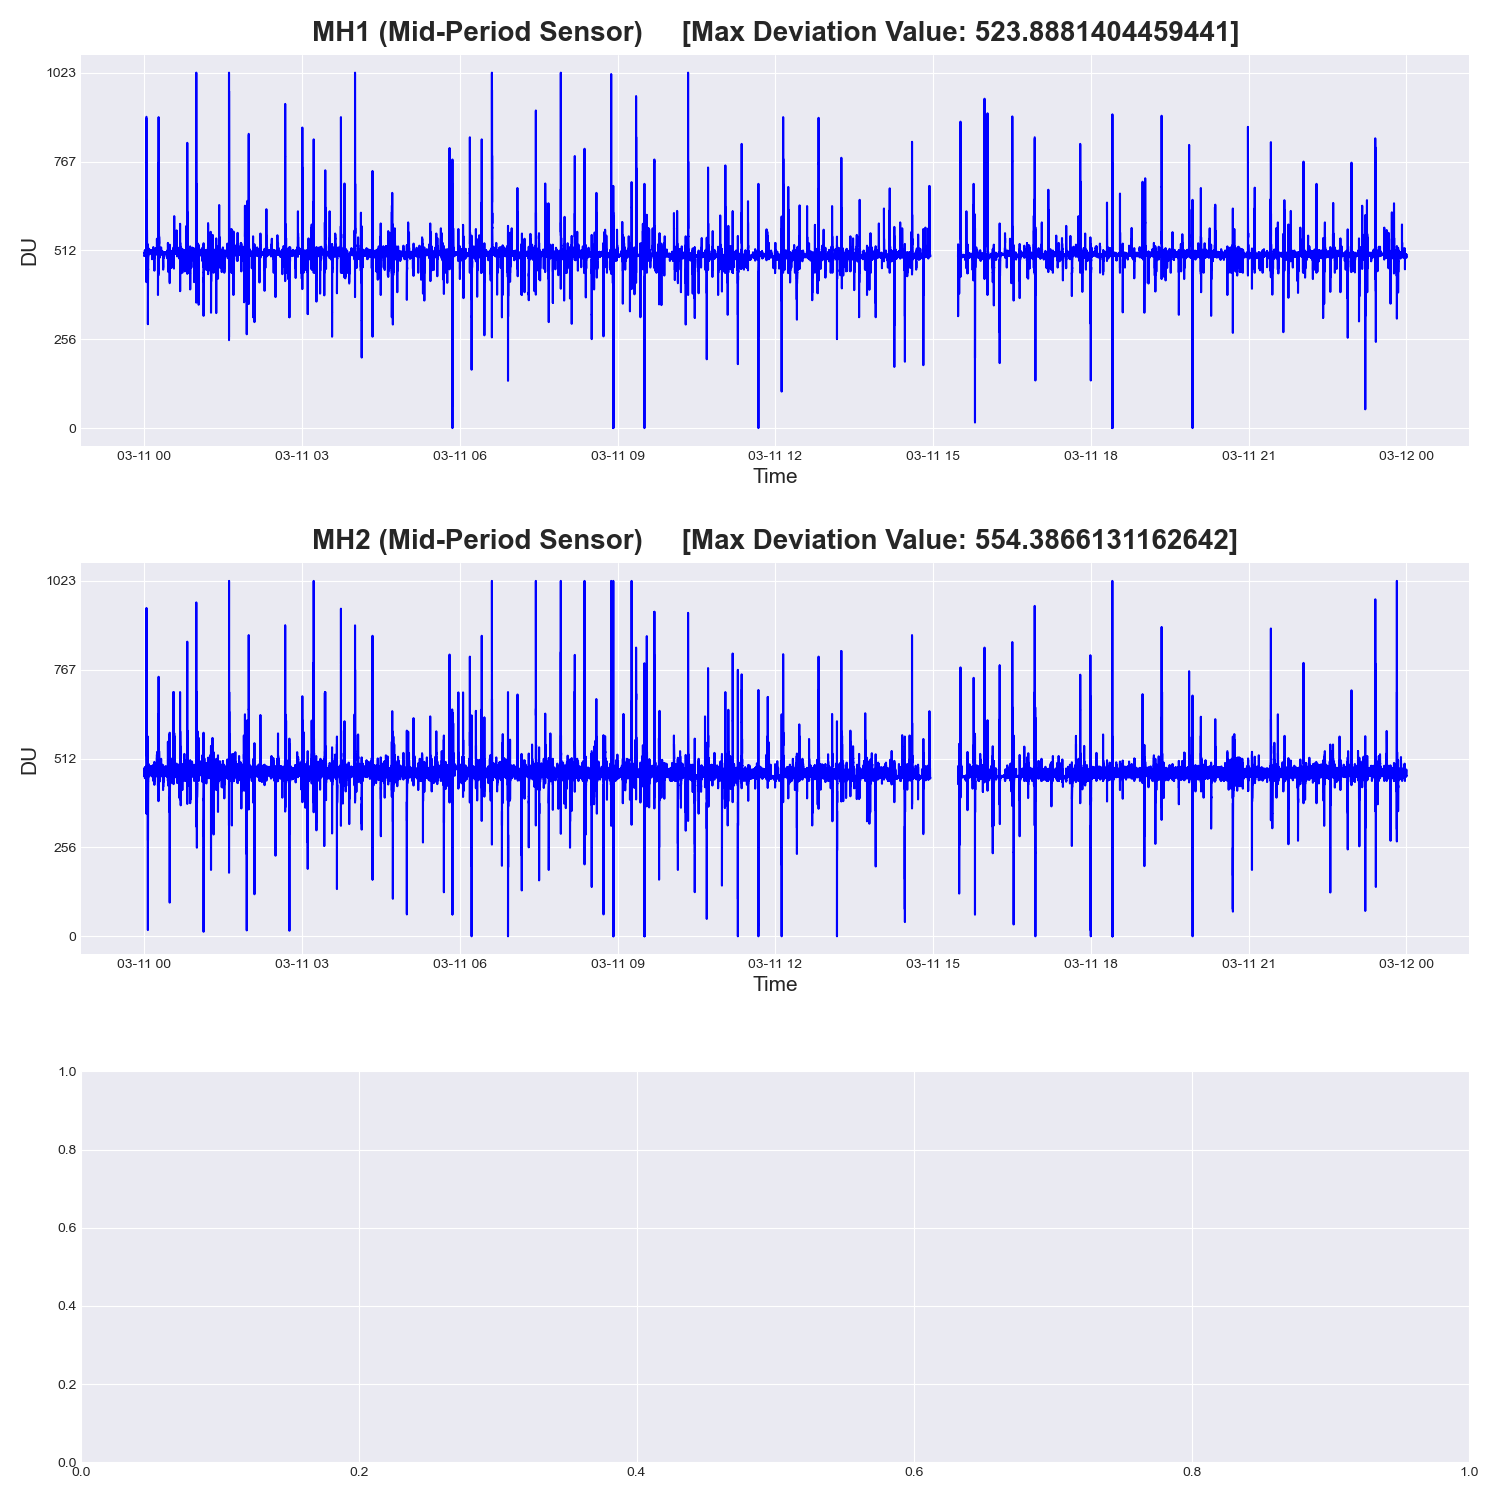 MH1 (Mid-Period Sensor) [Max Deviation Value: 523.8881404459441]
1023
767
512
256
0
DU
03-11 00 03-11 03 03-11 06 03-11 09 03-11 12 03-11 15 03-11 18 03-11 21 03-12 00
Time
MH2 (Mid-Period Sensor) [Max Deviation Value: 554.3866131162642]
1023
767
512
256
0
DU
03-11 00 03-11 03 03-11 06 03-11 09 03-11 12 03-11 15 03-11 18 03-11 21 03-12 00
Time
1.0
0.8
0.6
0.4
0.2
0.0
0.0 0.2 0.4 0.6 0.8 1.0